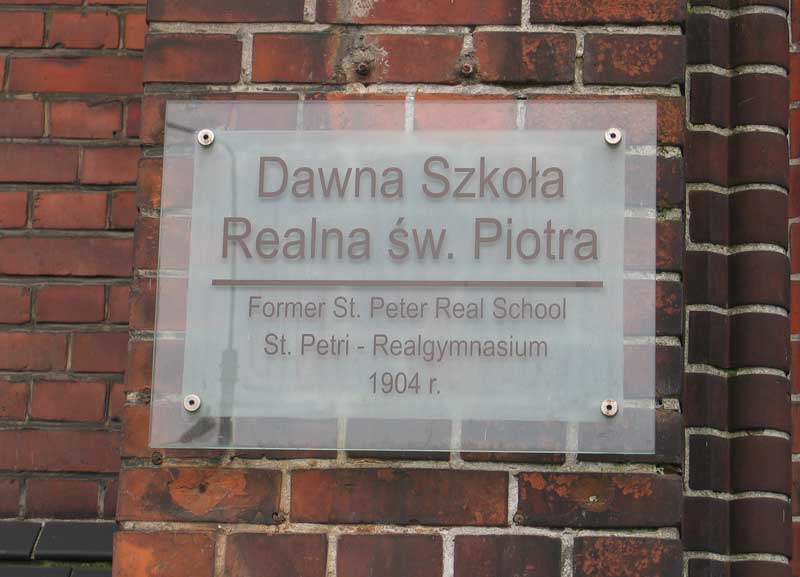 Dawna Szkoła
Realna św. Piotra
Former St. Peter Real School
St. Petri - Realgymnasium
1904 r.